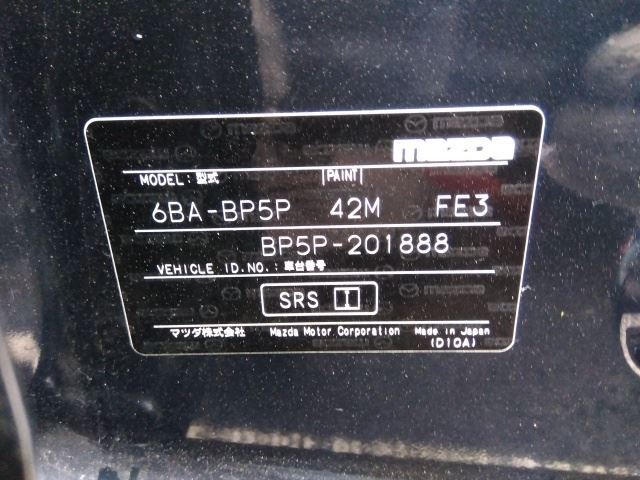 mazda
MODEL : 型式 PAINT
6BA-BP5P 42M FE3
BP5P-201888
VEHICLE ID.NO. : 車台番号
SRS I
マツダ株式会社 Mazda Motor Corporation Made in Japan
(D10A)